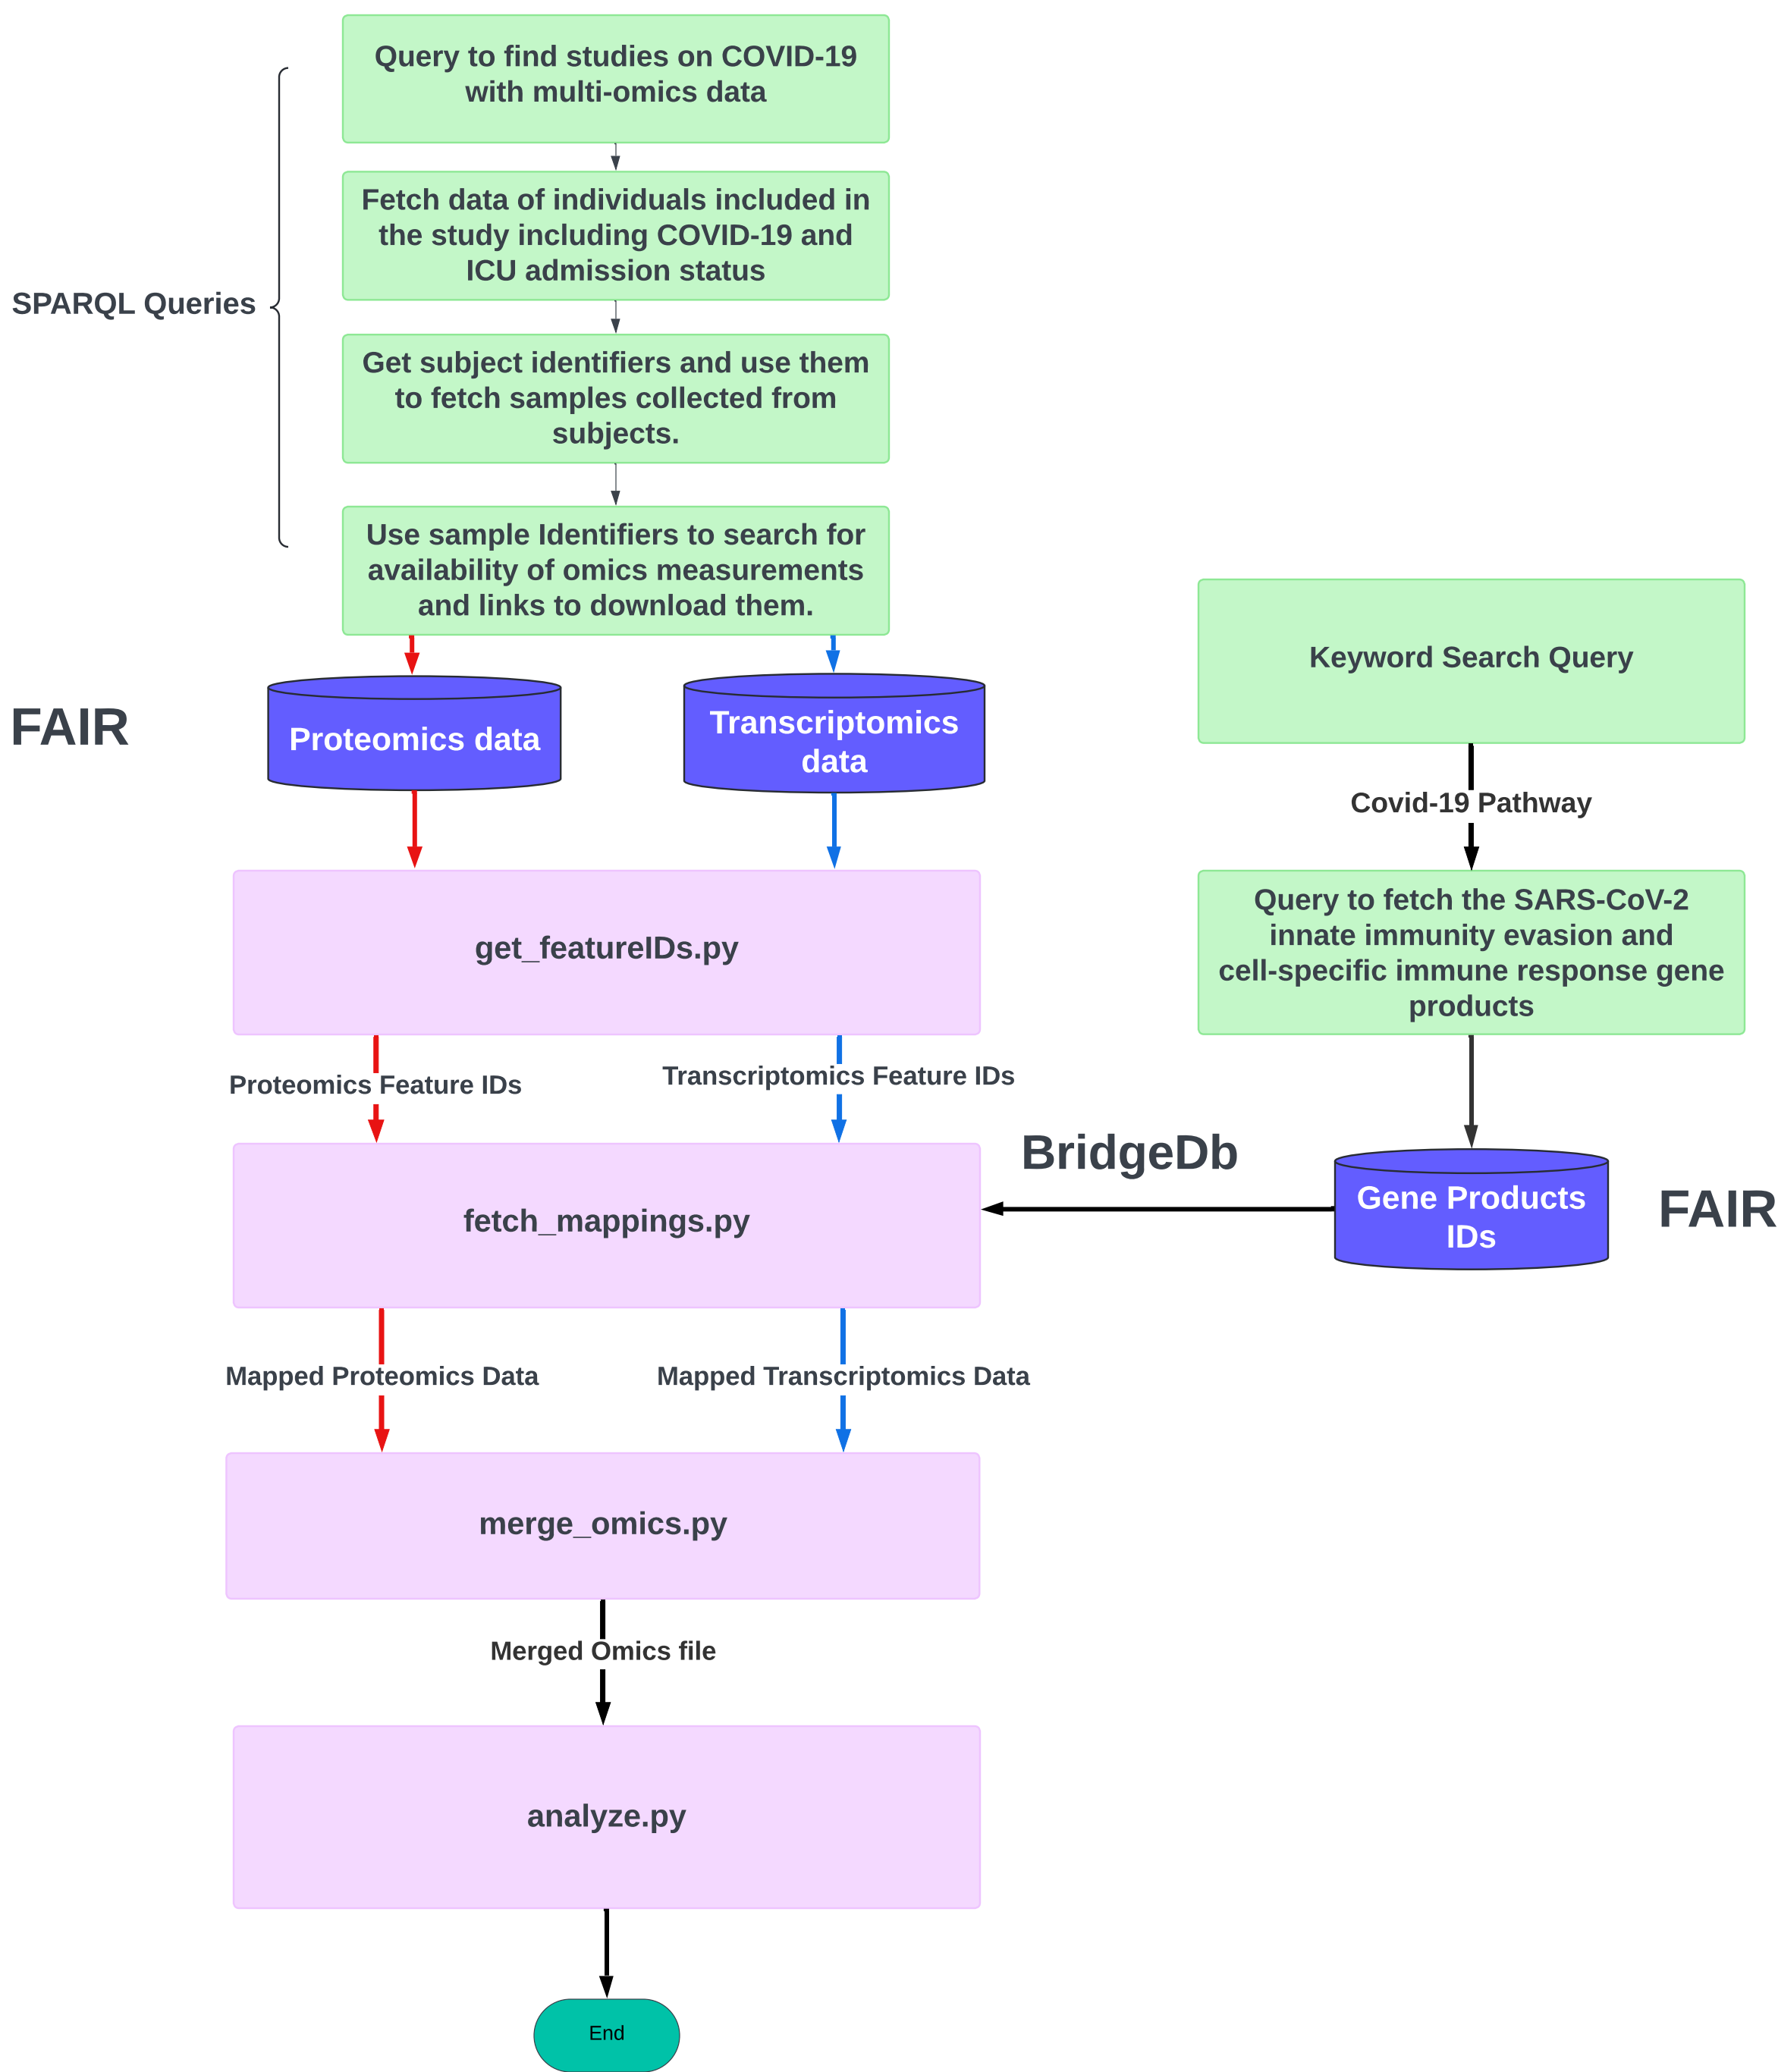 Query to find studies on COVID-19
with multi-omics data
Fetch data of individuals included in
the study including COVID-19 and
ICU admission status
SPARQL Queries
Get subject identifiers and use them
to fetch samples collected from
subjects.
Use sample Identifiers to search for
availability of omics measurements
and links to download them.
Keyword Search Query
FAIR
Proteomics data
Transcriptomics
data
Covid-19 Pathway
get_featureIDs.py
Query to fetch the SARS-CoV-2
innate immunity evasion and
cell-specific immune response gene
products
Proteomics Feature IDs
Transcriptomics Feature IDs
BridgeDb
fetch_mappings.py
Gene Products
IDs
FAIR
Mapped Proteomics Data
Mapped Transcriptomics Data
merge_omics.py
Merged Omics file
analyze.py
End